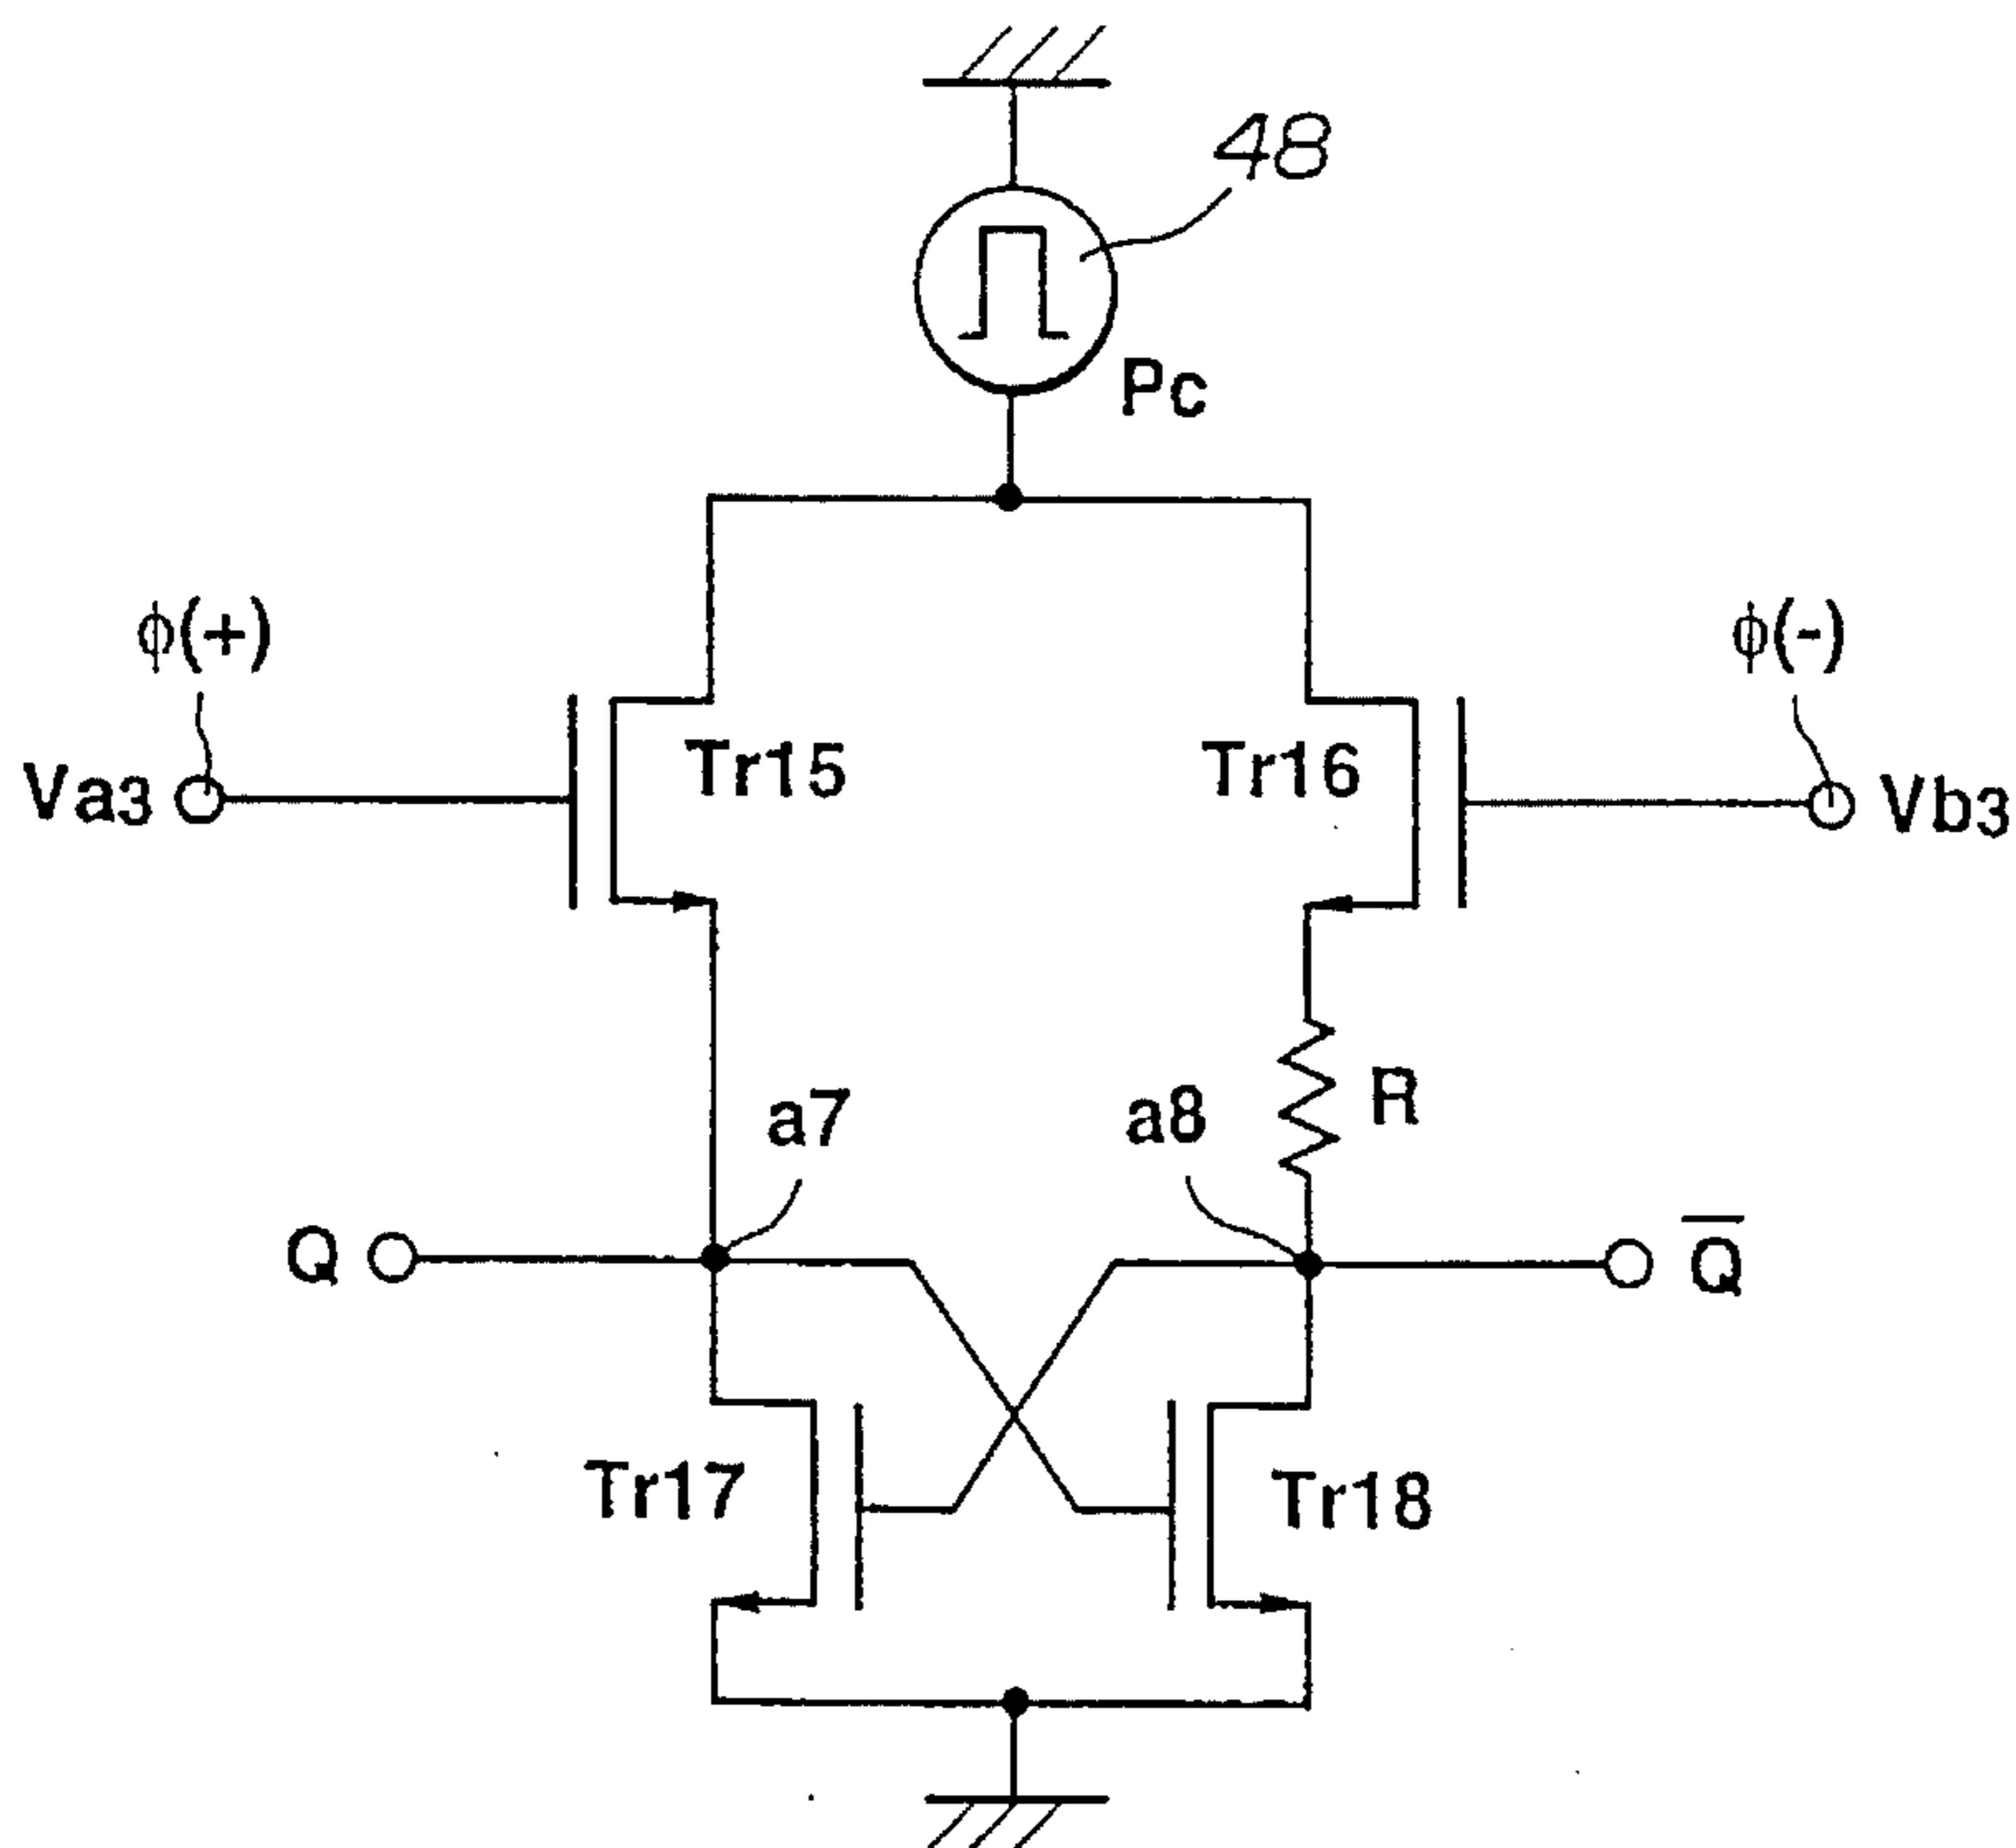 48
Pc
ϕ(+)
ϕ(-)
Tr15
Tr16
Va3
Vb3
R
a7
a8
Q
Q̅
Tr17
Tr18